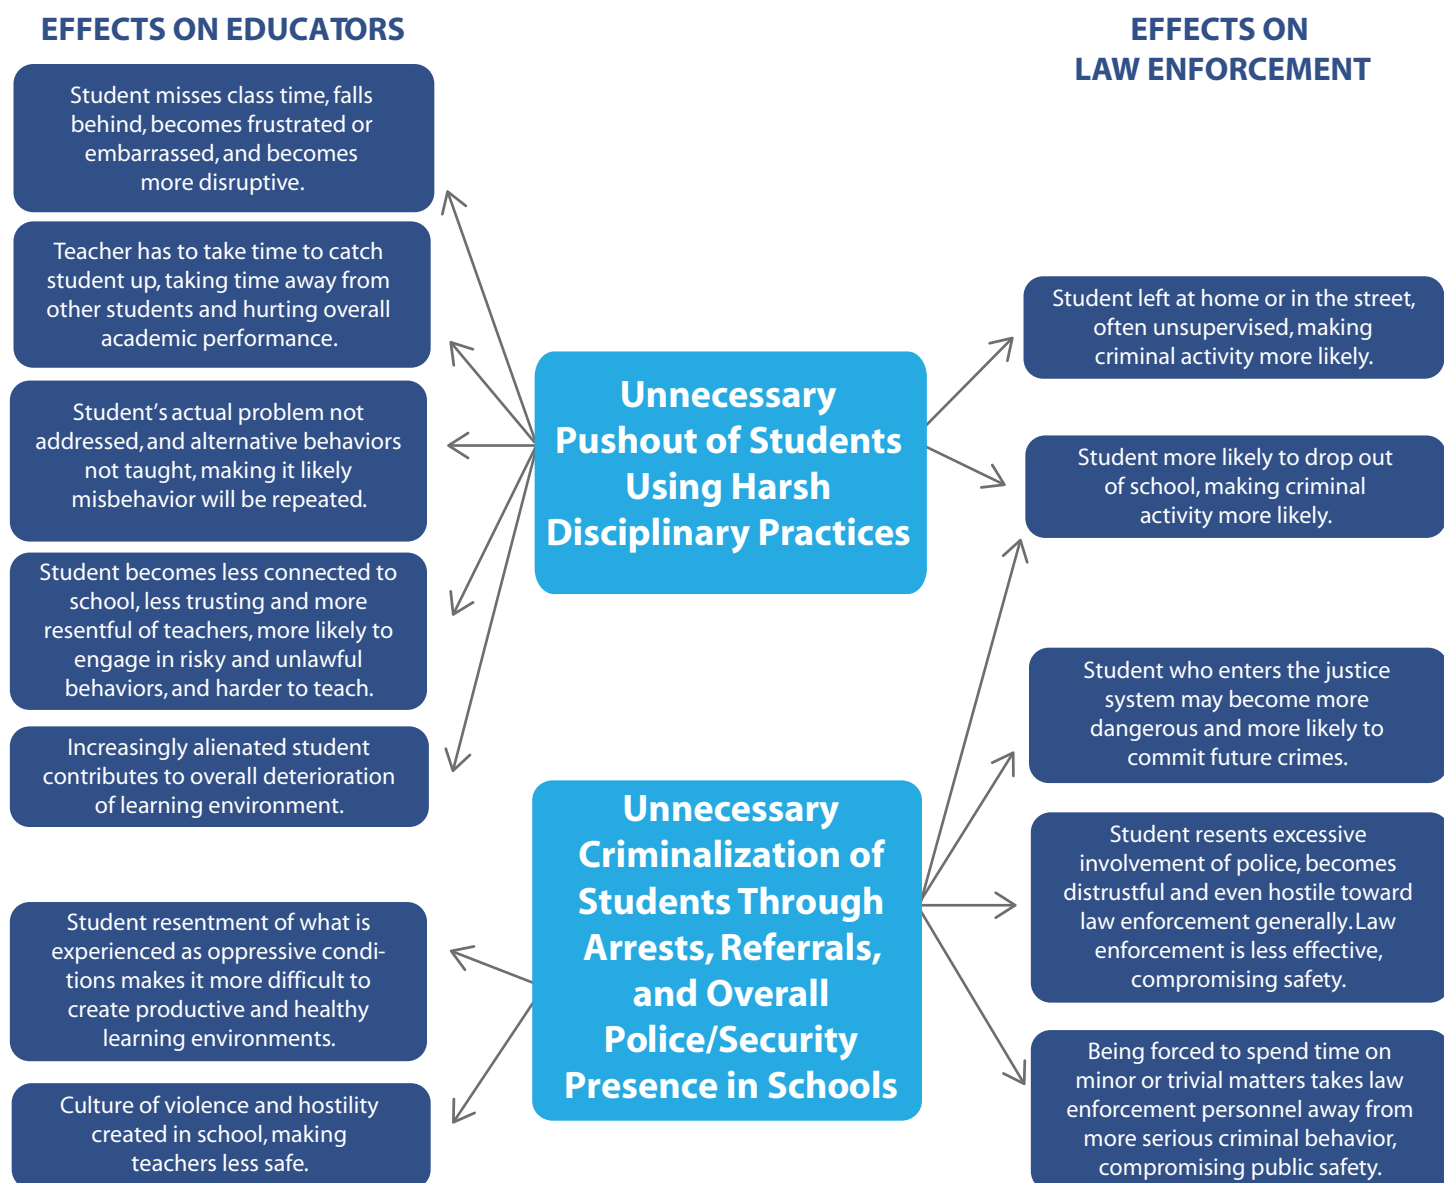 EFFECTS ON EDUCATORS
Student misses class time, falls
behind, becomes frustrated or
embarrassed, and becomes
more disruptive.
Teacher has to take time to catch
student up, taking time away from
other students and hurting overall
academic performance.
Student's actual problem not
addressed, and alternative behaviors
not taught, making it likely
misbehavior will be repeated.
Student becomes less connected to
school, less trusting and more
resentful of teachers, more likely to
engage in risky and unlawful
behaviors, and harder to teach.
Increasingly alienated student
contributes to overall deterioration
of learning environment.
Student resentment of what is
experienced as oppressive condi-
tions makes it more difficult to
create productive and healthy
learning environments.
Culture of violence and hostility
created in school, making
teachers less safe.
Unnecessary
Pushout of Students
Using Harsh
Disciplinary Practices
Unnecessary
Criminalization of
Students Through
Arrests, Referrals,
and Overall
Police/Security
Presence in Schools
EFFECTS ON
LAW ENFORCEMENT
Student left at home or in the street,
often unsupervised, making
criminal activity more likely.
Student more likely to drop out
of school, making criminal
activity more likely.
Student who enters the justice
system may become more
dangerous and more likely to
commit future crimes.
Student resents excessive
involvement of police, becomes
distrustful and even hostile toward
law enforcement generally. Law
enforcement is less effective,
compromising safety.
Being forced to spend time on
minor or trivial matters takes law
enforcement personnel away from
more serious criminal behavior,
compromising public safety.